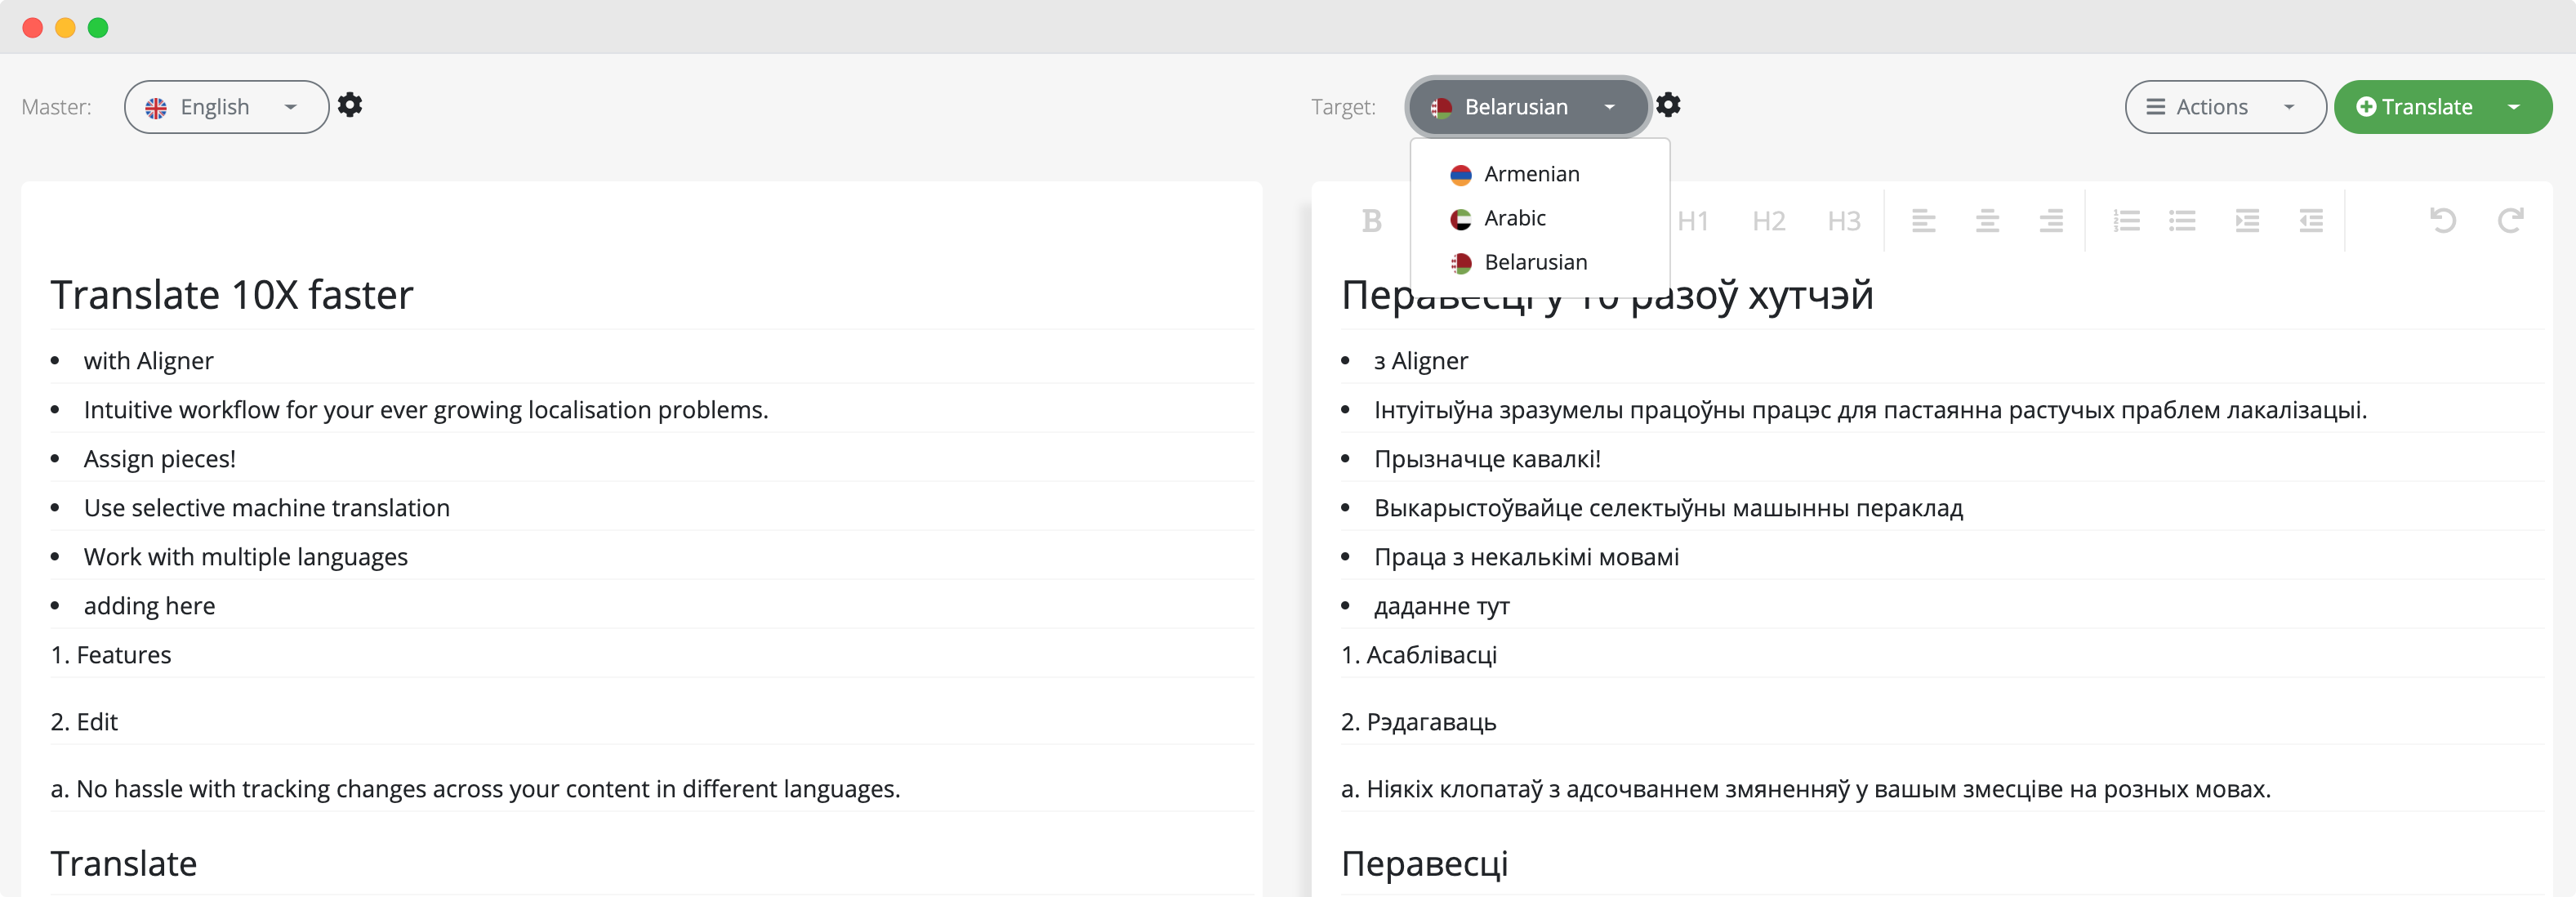 Master:
English
Target:
Belarusian
Actions
Translate
Armenian
Arabic
Belarusian
B
H1
H2
H3
Translate 10X faster
• with Aligner
• Intuitive workflow for your ever growing localisation problems.
• Assign pieces!
• Use selective machine translation
• Work with multiple languages
• adding here
1. Features
2. Edit
a. No hassle with tracking changes across your content in different languages.
Translate
Перавесці у 10 разоў хутчэй
• з Aligner
• Інтуітыўна зразумелы працоўны працэс для пастаянна растучых праблем лакалізацыі.
• Прызначце кавалкі!
• Выкарыстоўвайце селектыўны машынны пераклад
• Праца з некалькімі мовамі
• даданне тут
1. Асаблівасці
2. Рэдагаваць
а. Ніякіх клопатаў з адсочваннем змяненняў у вашым змесціве на розных мовах.
Перавесці